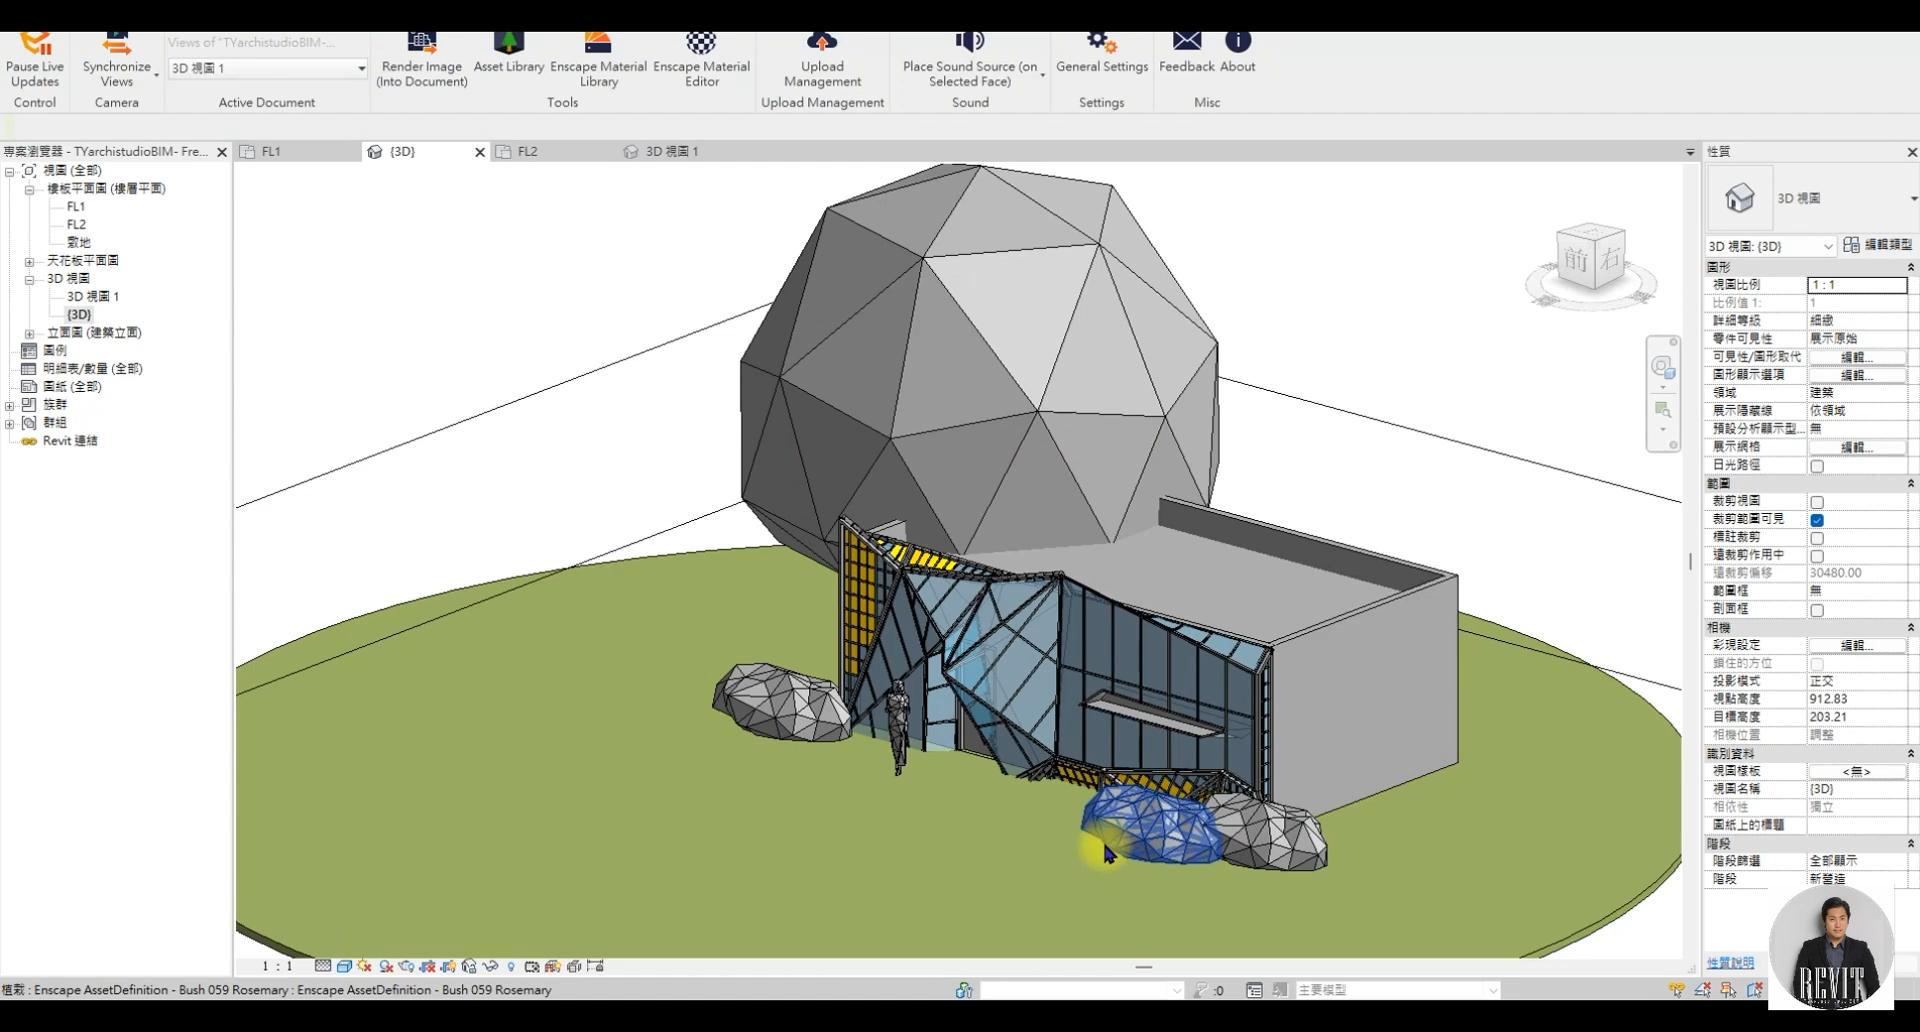 Pause Live Updates
Control
Synchronize Views
Camera
Views of "TYarchistudioBIM-...
3D 視圖 1
Active Document
Render Image (Into Document)
Asset Library
Enscape Material Library
Enscape Material Editor
Tools
Upload Management
Upload Management
Place Sound Source (on Selected Face)
Sound
General Settings
Settings
Feedback
About
Misc
專案瀏覽器 - TYarchistudioBIM- Fre...
FL1
{3D}
FL2
3D 視圖 1
性質
視圖 (全部)
樓板平面圖 (樓層平面)
FL1
FL2
敷地
天花板平面圖
3D 視圖
3D 視圖 1
{3D}
立面圖 (建築立面)
圖例
明細表/數量 (全部)
圖紙 (全部)
族群
群組
Revit 連結
前
右
3D 視圖
3D 視圖: {3D}
編輯類型
圖形
視圖比例 1 : 1
比例值 1: 1
詳細等級 細緻
零件可見性 展示原始
可見性/圖形取代 編輯...
圖形顯示選項 編輯...
領域 建築
展示隱藏線 依領域
預設分析顯示型... 無
展示網格 編輯...
日光路徑
範圍
裁剪視圖
裁剪範圍可見
標註裁剪
遠裁剪作用中
遠裁剪偏移 30480.00
範圍框 無
剖面框
相機
彩現設定 編輯...
鎖住的方位
投影模式 正交
視點高度 912.83
目標高度 203.21
相機位置 調整
識別資料
視圖樣板 <無>
視圖名稱 {3D}
相依性 獨立
圖紙上的標題
階段
階段篩選 全部顯示
階段 新營造
性質說明
REVIT
1 : 1
植栽 : Enscape AssetDefinition - Bush 059 Rosemary : Enscape AssetDefinition - Bush 059 Rosemary
:0
主要模型